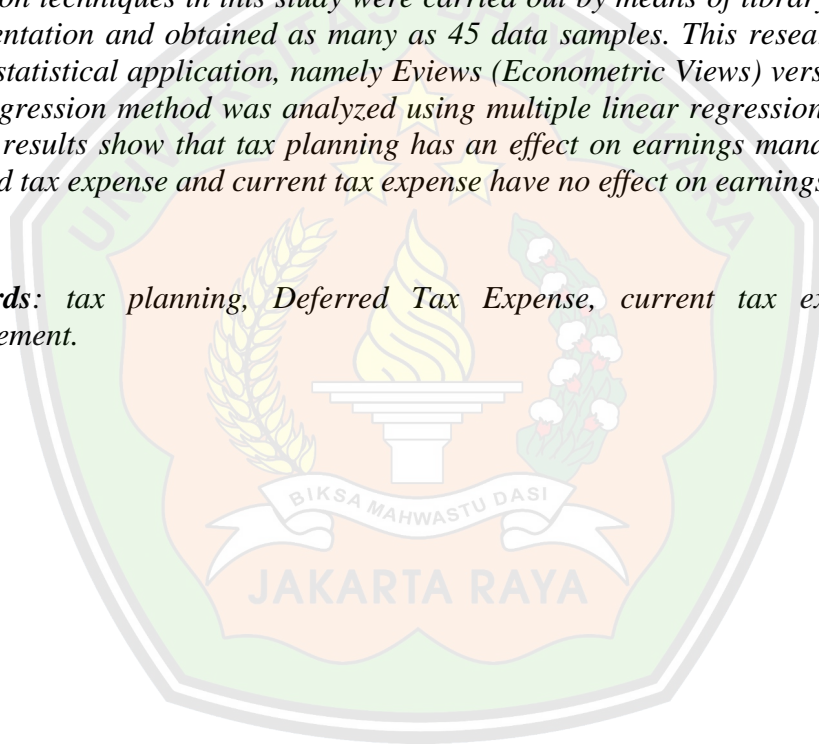 on techniques in this study were carried out by means of library
entation and obtained as many as 45 data samples. This resea
statistical application, namely Eviews (Econometric Views) vers
gression method was analyzed using multiple linear regression
results show that tax planning has an effect on earnings mana
d tax expense and current tax expense have no effect on earnings
rds: tax planning, Deferred Tax Expense, current tax ex
ement.
UNIVERSITAS BHAYANGKARA
BIKSA MAHWASTU DASI
JAKARTA RAYA